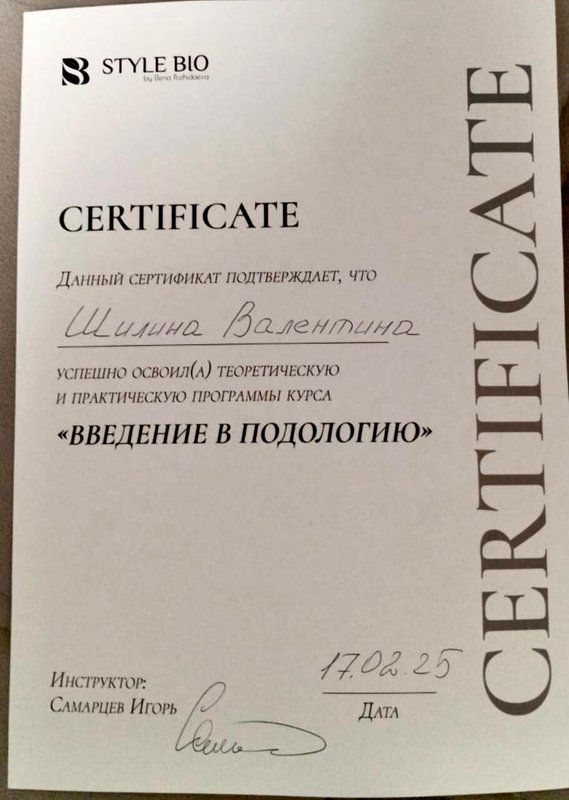 STYLE BIO
by Elena Pozhidaeva
CERTIFICATE
Данный сертификат подтверждает, что
Шилина Валентина
успешно освоил(а) теоретическую
и практическую программы курса
«ВВЕДЕНИЕ В ПОДОЛОГИЮ»
Инструктор:
Самарцев Игорь
17.02.25
Дата
CERTIFICATE